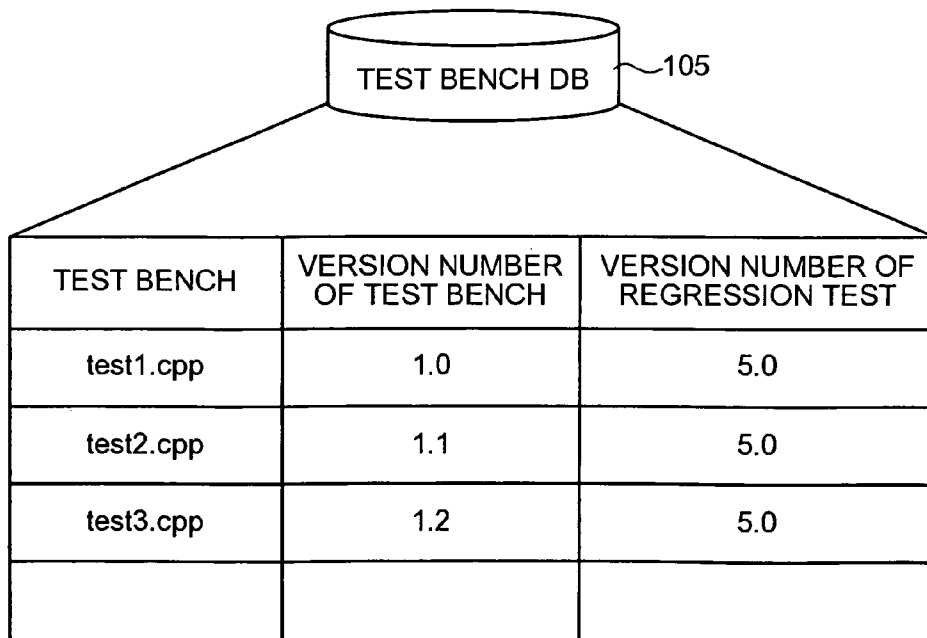 TEST BENCH DB
105
TEST BENCH
VERSION NUMBER
OF TEST BENCH
VERSION NUMBER OF
REGRESSION TEST
test1.cpp
1.0
5.0
test2.cpp
1.1
5.0
test3.cpp
1.2
5.0